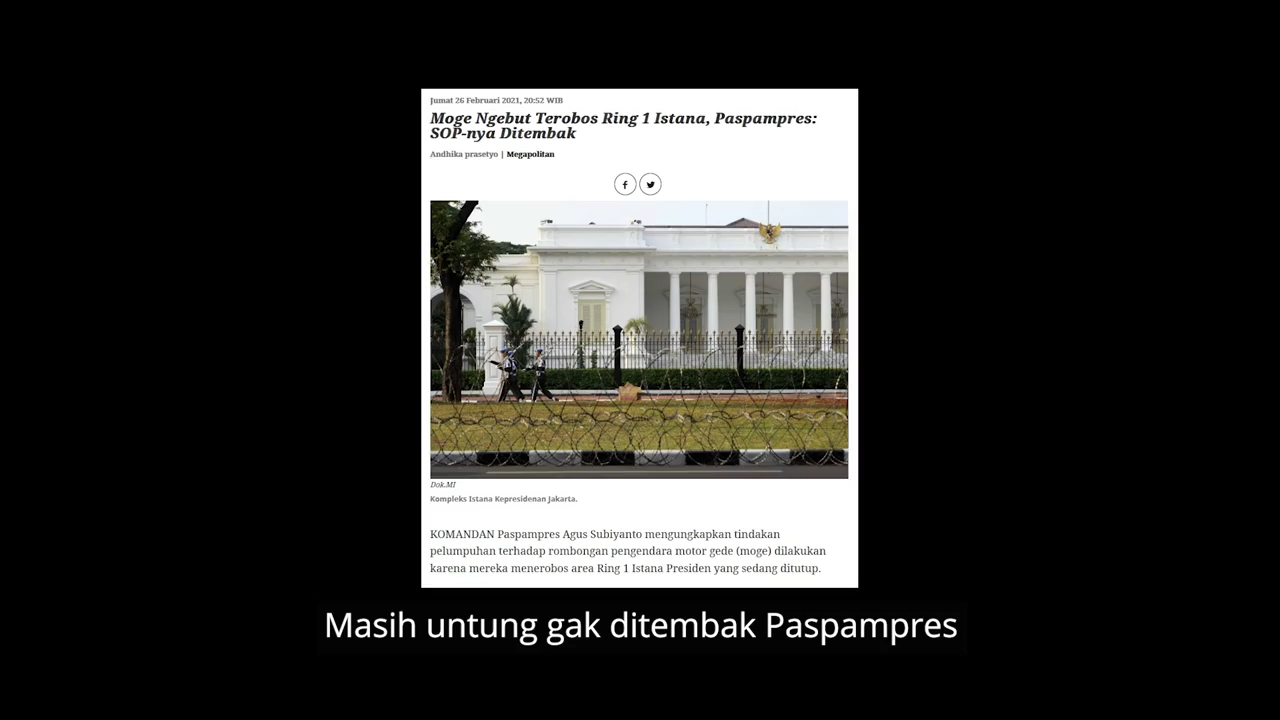 Jumat 26 Februari 2021, 20:52 WIB
Moge Ngebut Terobos Ring 1 Istana, Paspampres:
SOP-nya Ditembak
Andhika prasetyo | Megapolitan
Dok.MI
Kompleks Istana Kepresidenan Jakarta.
KOMANDAN Paspampres Agus Subiyanto mengungkapkan tindakan
pelumpuhan terhadap rombongan pengendara motor gede (moge) dilakukan
karena mereka menerobos area Ring 1 Istana Presiden yang sedang ditutup.
Masih untung gak ditembak Paspampres